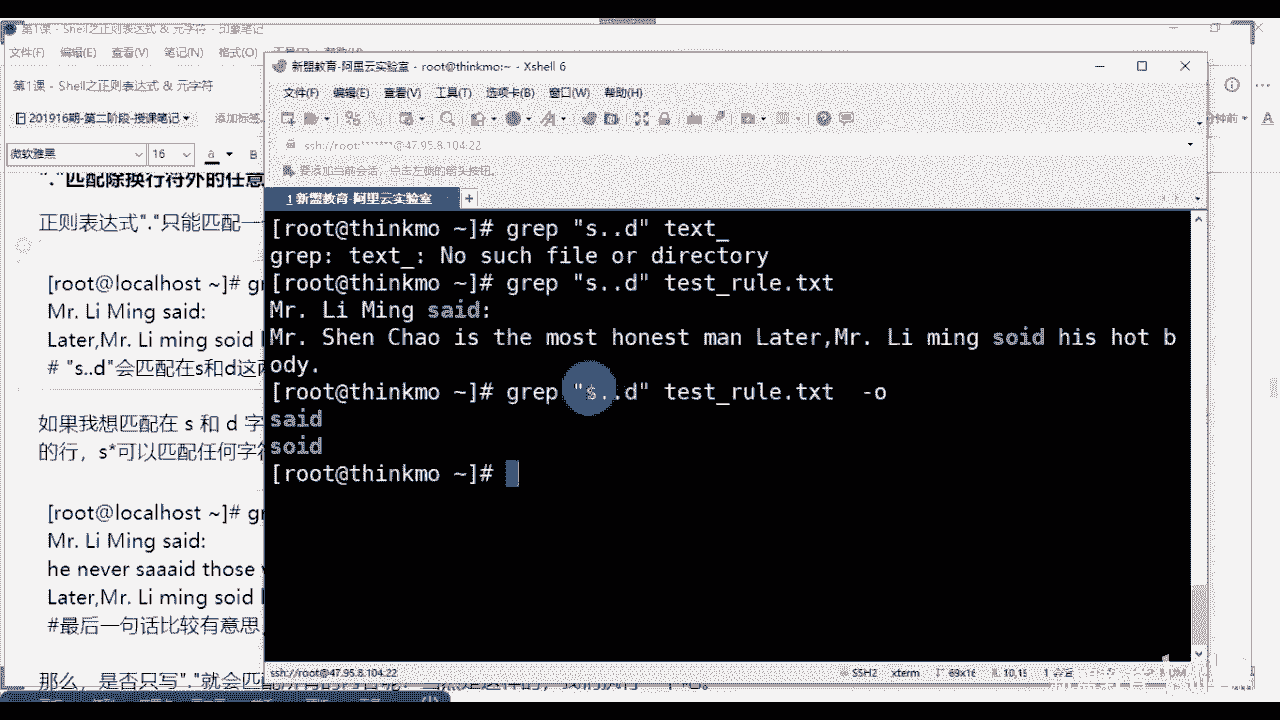 第1课 - Shell之正则表达式 & 元字符 - 印象笔记
文件(F) 编辑(E) 查看(V) 笔记(N) 格式(O) 工具(T) 帮助(H)
第1课 - Shell之正则表达式 & 元字符
201916期-第二阶段-授课笔记 添加标签
微软雅黑 16 a B
"."匹配除换行符外的任意
正则表达式"."只能匹配一
[root@localhost ~]# g
Mr. Li Ming said:
Later,Mr. Li ming soid
# "s..d"会匹配在s和d这
如果我想匹配在 s 和 d 字
的行，s*可以匹配任何字符
[root@localhost ~]# g
Mr. Li Ming said:
he never saaaid those
Later,Mr. Li ming soid
#最后一句话比较有意思
那么，是否只写"."就会匹
新盟教育-阿里云实验室 - root@thinkmo:~ - Xshell 6
文件(F) 编辑(E) 查看(V) 工具(T) 选项卡(B) 窗口(W) 帮助(H)
ssh://root:******@47.95.8.104:22
要添加当前会话，点击左侧的箭头按钮。
1 新盟教育-阿里云实验室 +
[root@thinkmo ~]# grep "s..d" text_
grep: text_: No such file or directory
[root@thinkmo ~]# grep "s..d" test_rule.txt
Mr. Li Ming said:
Mr. Shen Chao is the most honest man Later,Mr. Li ming soid his hot b
ody.
[root@thinkmo ~]# grep "s..d" test_rule.txt  -o
said
soid
[root@thinkmo ~]#
ssh://root@47.95.8.104:22 SSH2 xterm 69x16 10,19